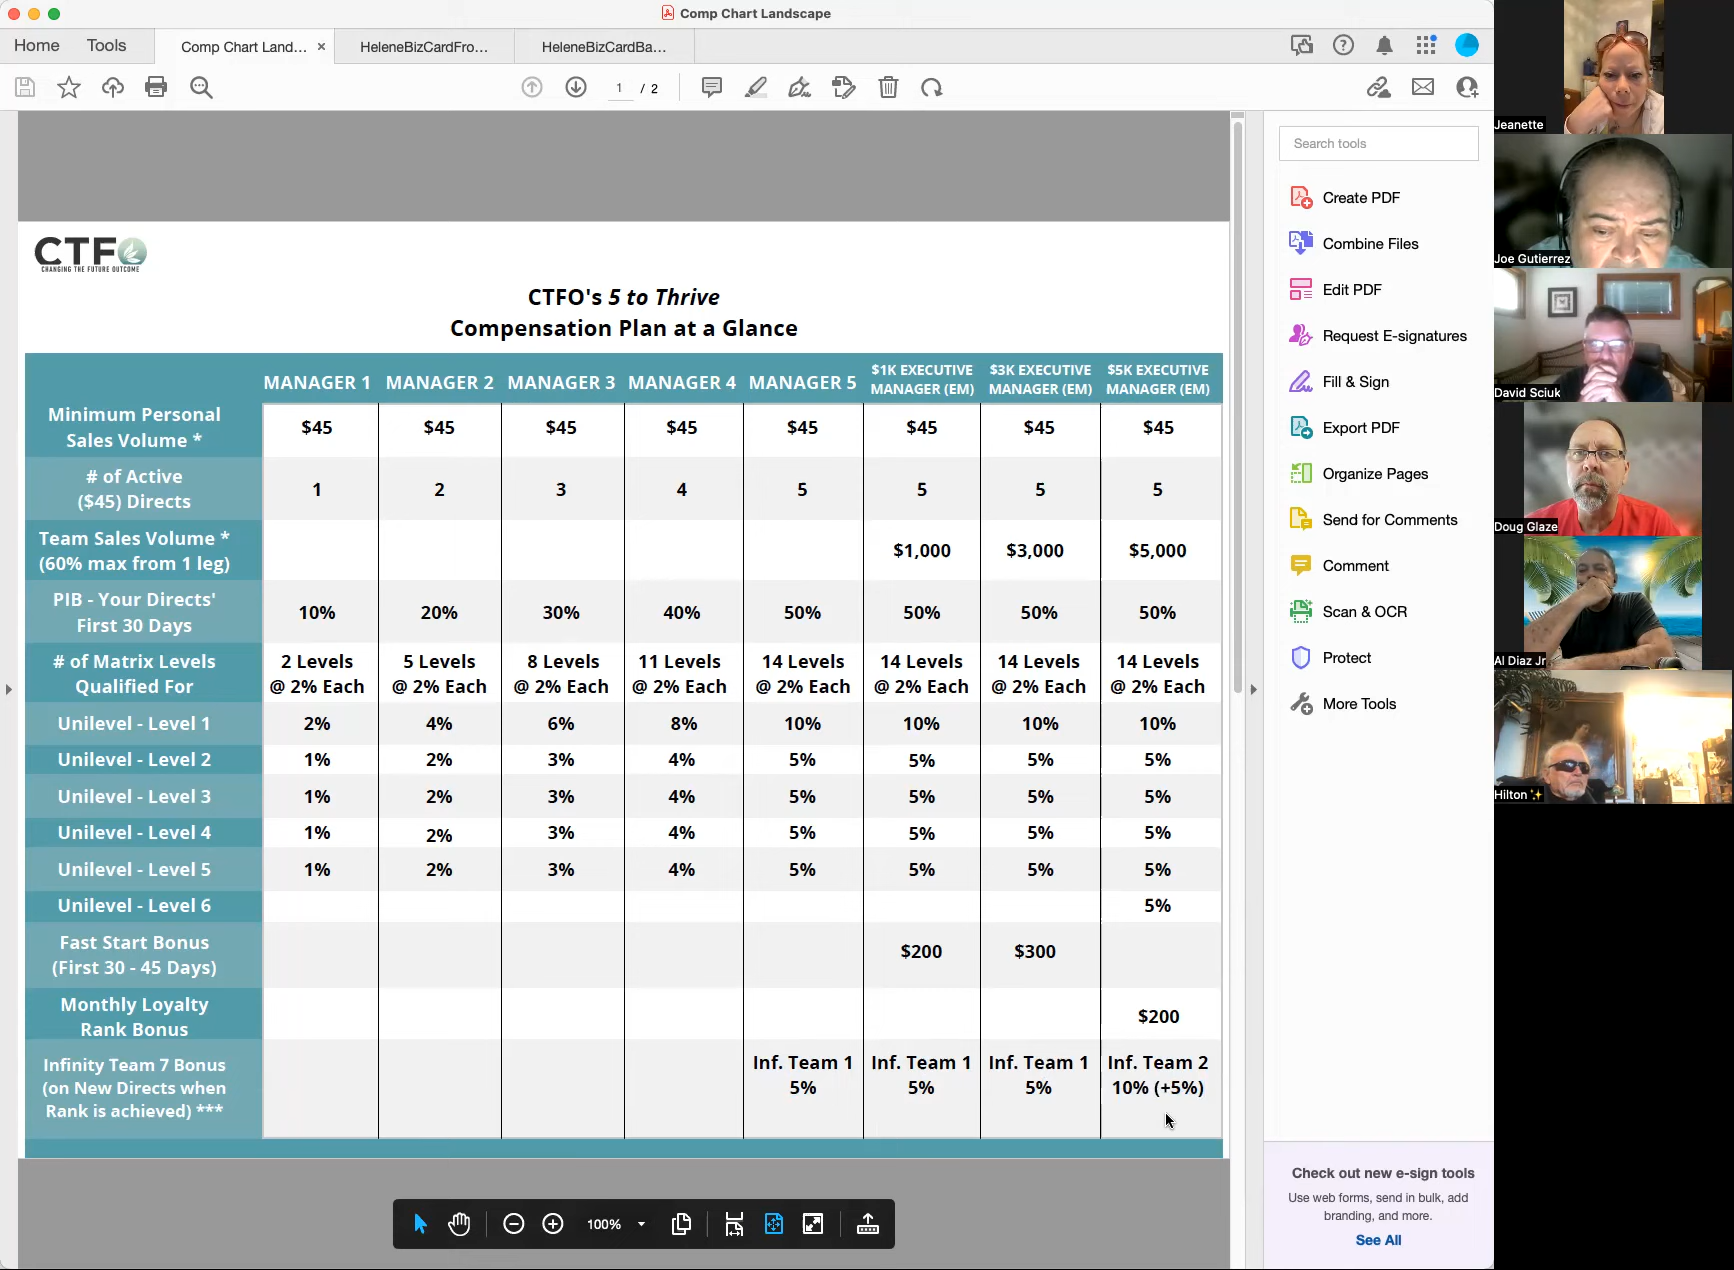 Comp Chart Landscape
Home Tools Comp Chart Land... × HeleneBizCardFro... HeleneBizCardBa...
1 / 2
Search tools
Create PDF
Combine Files
Edit PDF
Request E-signatures
Fill & Sign
Export PDF
Organize Pages
Send for Comments
Comment
Scan & OCR
Protect
More Tools
Check out new e-sign tools
Use web forms, send in bulk, add
branding, and more.
See All
CTFO
CHANGING THE FUTURE OUTCOME
CTFO's 5 to Thrive
Compensation Plan at a Glance
MANAGER 1 MANAGER 2 MANAGER 3 MANAGER 4 MANAGER 5 $1K EXECUTIVE MANAGER (EM) $3K EXECUTIVE MANAGER (EM) $5K EXECUTIVE MANAGER (EM)
Minimum Personal
Sales Volume *
$45 $45 $45 $45 $45 $45 $45 $45
# of Active
($45) Directs
1 2 3 4 5 5 5 5
Team Sales Volume *
(60% max from 1 leg)
$1,000 $3,000 $5,000
PIB - Your Directs'
First 30 Days
10% 20% 30% 40% 50% 50% 50% 50%
# of Matrix Levels
Qualified For
2 Levels 5 Levels 8 Levels 11 Levels 14 Levels 14 Levels 14 Levels 14 Levels
@ 2% Each @ 2% Each @ 2% Each @ 2% Each @ 2% Each @ 2% Each @ 2% Each @ 2% Each
Unilevel - Level 1 2% 4% 6% 8% 10% 10% 10% 10%
Unilevel - Level 2 1% 2% 3% 4% 5% 5% 5% 5%
Unilevel - Level 3 1% 2% 3% 4% 5% 5% 5% 5%
Unilevel - Level 4 1% 2% 3% 4% 5% 5% 5% 5%
Unilevel - Level 5 1% 2% 3% 4% 5% 5% 5% 5%
Unilevel - Level 6 5%
Fast Start Bonus
(First 30 - 45 Days)
$200 $300
Monthly Loyalty
Rank Bonus
$200
Infinity Team 7 Bonus
(on New Directs when
Rank is achieved) ***
Inf. Team 1 Inf. Team 1 Inf. Team 1 Inf. Team 2
5% 5% 5% 10% (+5%)
100%
Jeanette
Joe Gutierrez
David Sciuk
Doug Glaze
Al Diaz Jr
Hilton ✨